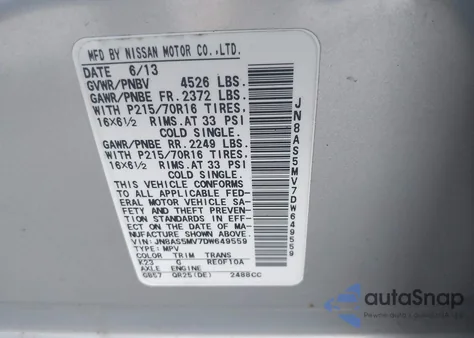 MFD BY NISSAN MOTOR CO.,LTD.
DATE 6/13
GVWR/PNBV 4526 LBS.
GAWR/PNBE FR. 2372 LBS.
WITH P215/70R16 TIRES.
16X6½ RIMS. AT 33 PSI
COLD SINGLE.
GAWR/PNBE RR. 2249 LBS.
WITH P215/70R16 TIRES.
16X6½ RIMS. AT 33 PSI
COLD SINGLE.
THIS VEHICLE CONFORMS
TO ALL APPLICABLE FED-
ERAL MOTOR VEHICLE SA-
FETY AND THEFT PREVEN-
TION STANDARDS IN EFF-
ECT ON THE DATE OF MA-
NUFACTURE SHOWN ABOVE.
VIN: JN8AS5MV7DW649559
TYPE: MPV
COLOR TRIM TRANS
K23 G RE0F10A
AXLE ENGINE
GB57 QR25(DE) 2488CC
JN8AS5MV7DW649559
autoSnap
www.autosnap.pro